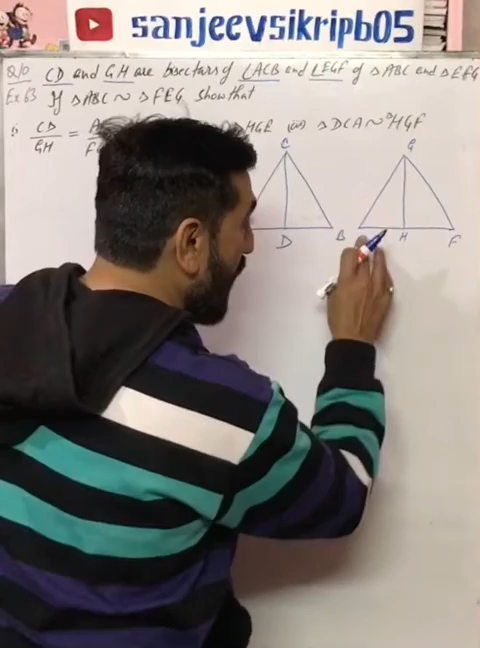 sanjeevsikripb05
Q10 CD and GH are bisectors of ∠ACB and ∠EGF of △ABC and △EFG
Ex 6.3 If △ABC ~ △FEG, show that
i) CD/GH = A HGE (iii) △DCA ~ △HGF
C G
D B H F